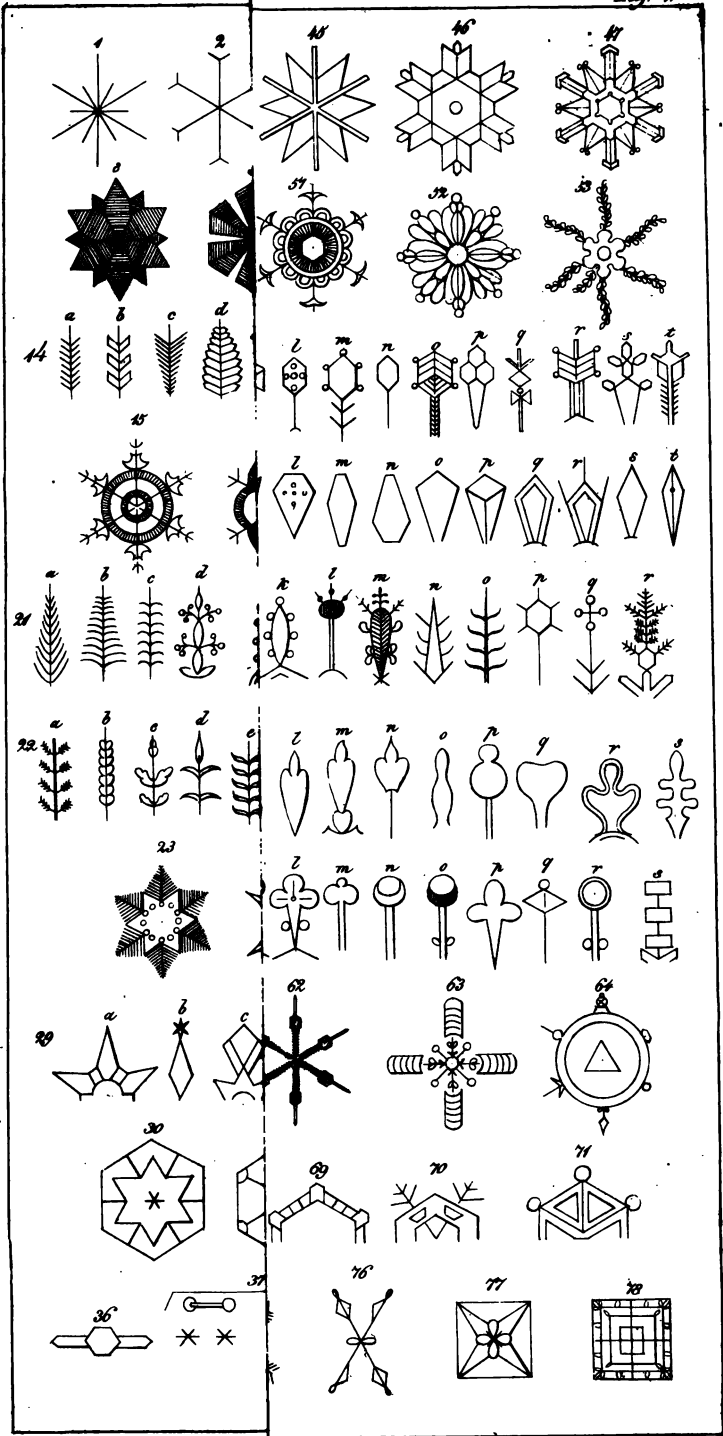 1 2 45 46 47
8 51 52 53
14 a b c d l m n o p q r s t
15 l m n o p q r s t
21 a b c d k l m n o p q r
22 a b c d e l m n o p q r s
23 l m n o p q r s
29 a b c 62 63 64
30 69 70 71
36 37 76 77 78